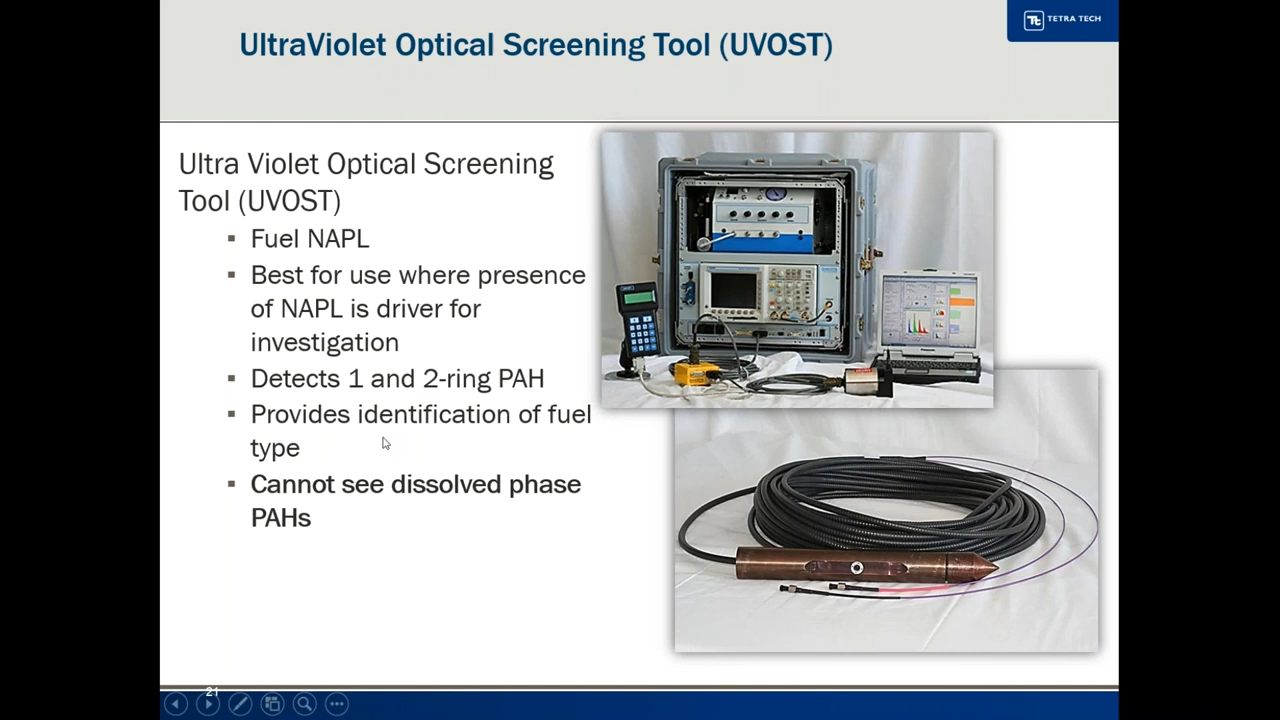 UltraViolet Optical Screening Tool (UVOST)
TETRA TECH
Ultra Violet Optical Screening
Tool (UVOST)
▪ Fuel NAPL
▪ Best for use where presence
of NAPL is driver for
investigation
▪ Detects 1 and 2-ring PAH
▪ Provides identification of fuel
type
▪ Cannot see dissolved phase
PAHs
21